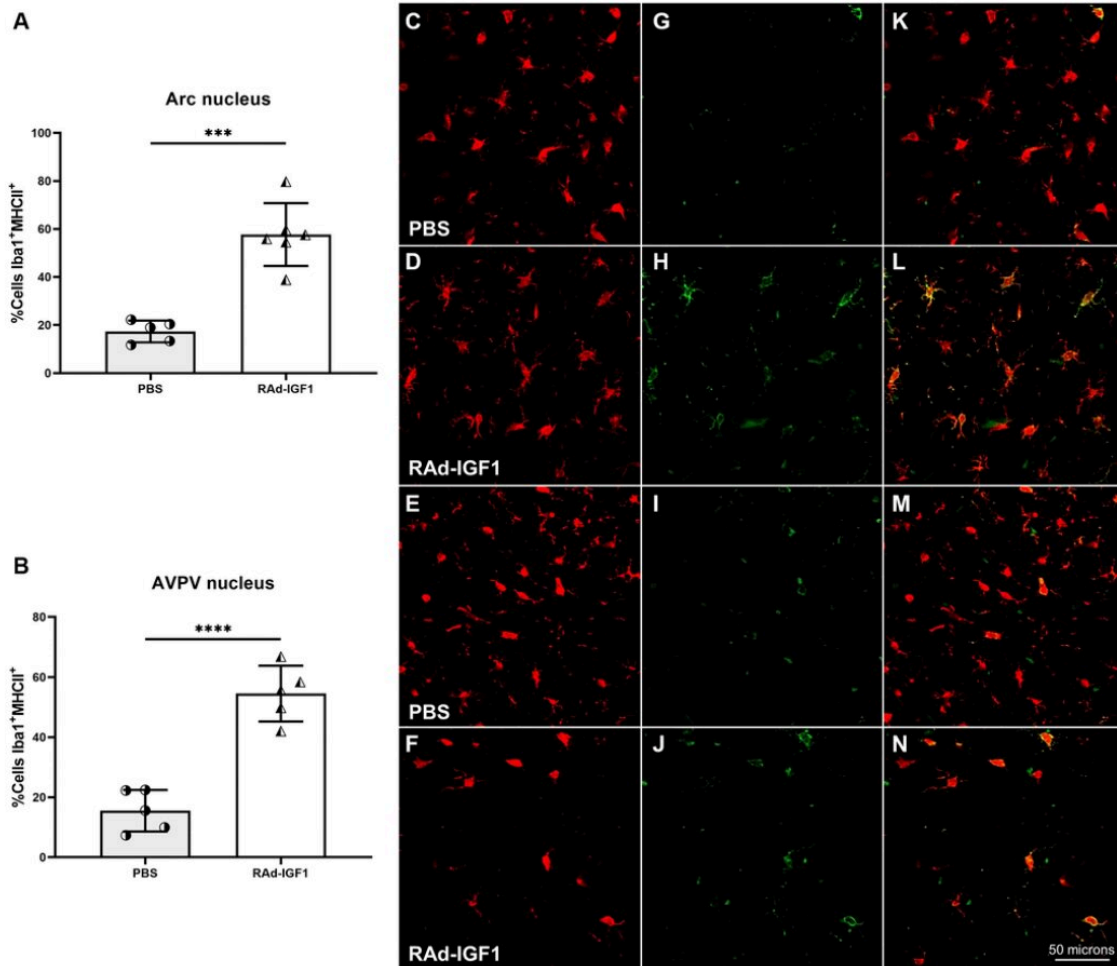 A
Arc nucleus
***
100
80
60
40
20
0
%Cells Iba1⁺MHCII⁺
PBS
RAd-IGF1
B
AVPV nucleus
****
80
60
40
20
0
%Cells Iba1⁺MHCII⁺
PBS
RAd-IGF1
C
G
K
PBS
D
H
L
RAd-IGF1
E
I
M
PBS
F
J
N
RAd-IGF1
50 microns